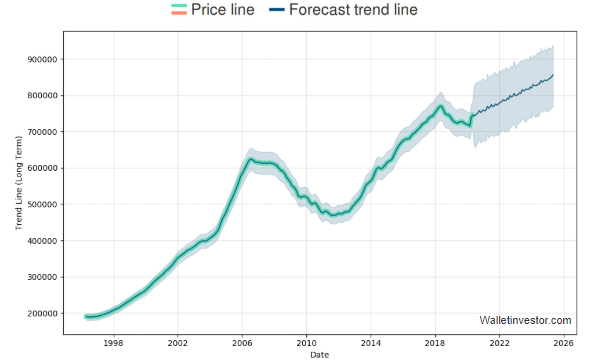 Price line Forecast trend line
900000
800000
700000
600000
500000
400000
300000
200000
Trend Line (Long Term)
Walletinvestor.com
1998 2002 2006 2010 2014 2018 2022 2026
Date